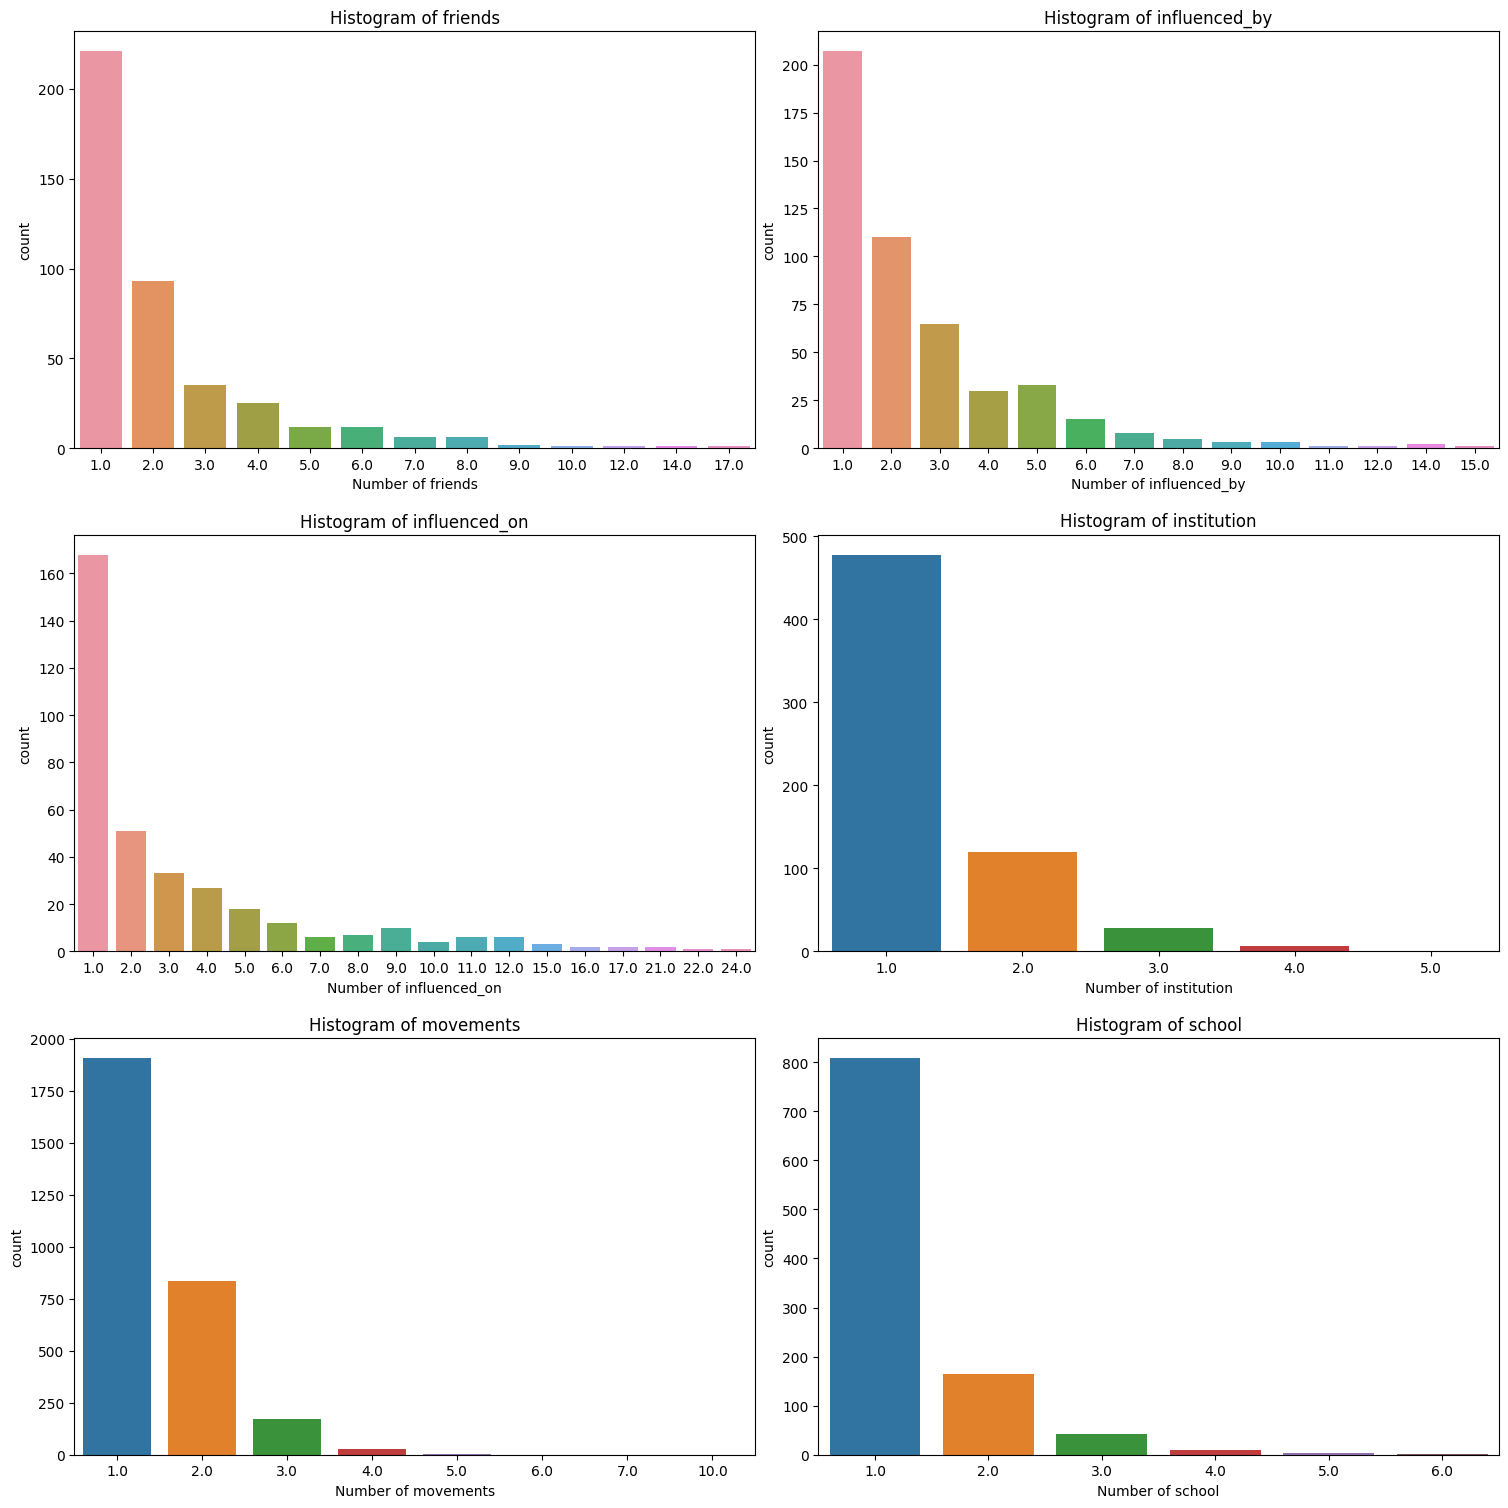 Histogram of friends
count
200
150
100
50
0
1.0 2.0 3.0 4.0 5.0 6.0 7.0 8.0 9.0 10.0 12.0 14.0 17.0
Number of friends
Histogram of influenced_by
count
200
175
150
125
100
75
50
25
0
1.0 2.0 3.0 4.0 5.0 6.0 7.0 8.0 9.0 10.0 11.0 12.0 14.0 15.0
Number of influenced_by
Histogram of influenced_on
count
160
140
120
100
80
60
40
20
0
1.0 2.0 3.0 4.0 5.0 6.0 7.0 8.0 9.0 10.0 11.0 12.0 15.0 16.0 17.0 21.0 22.0 24.0
Number of influenced_on
Histogram of institution
count
500
400
300
200
100
0
1.0 2.0 3.0 4.0 5.0
Number of institution
Histogram of movements
count
2000
1750
1500
1250
1000
750
500
250
0
1.0 2.0 3.0 4.0 5.0 6.0 7.0 10.0
Number of movements
Histogram of school
count
800
700
600
500
400
300
200
100
0
1.0 2.0 3.0 4.0 5.0 6.0
Number of school